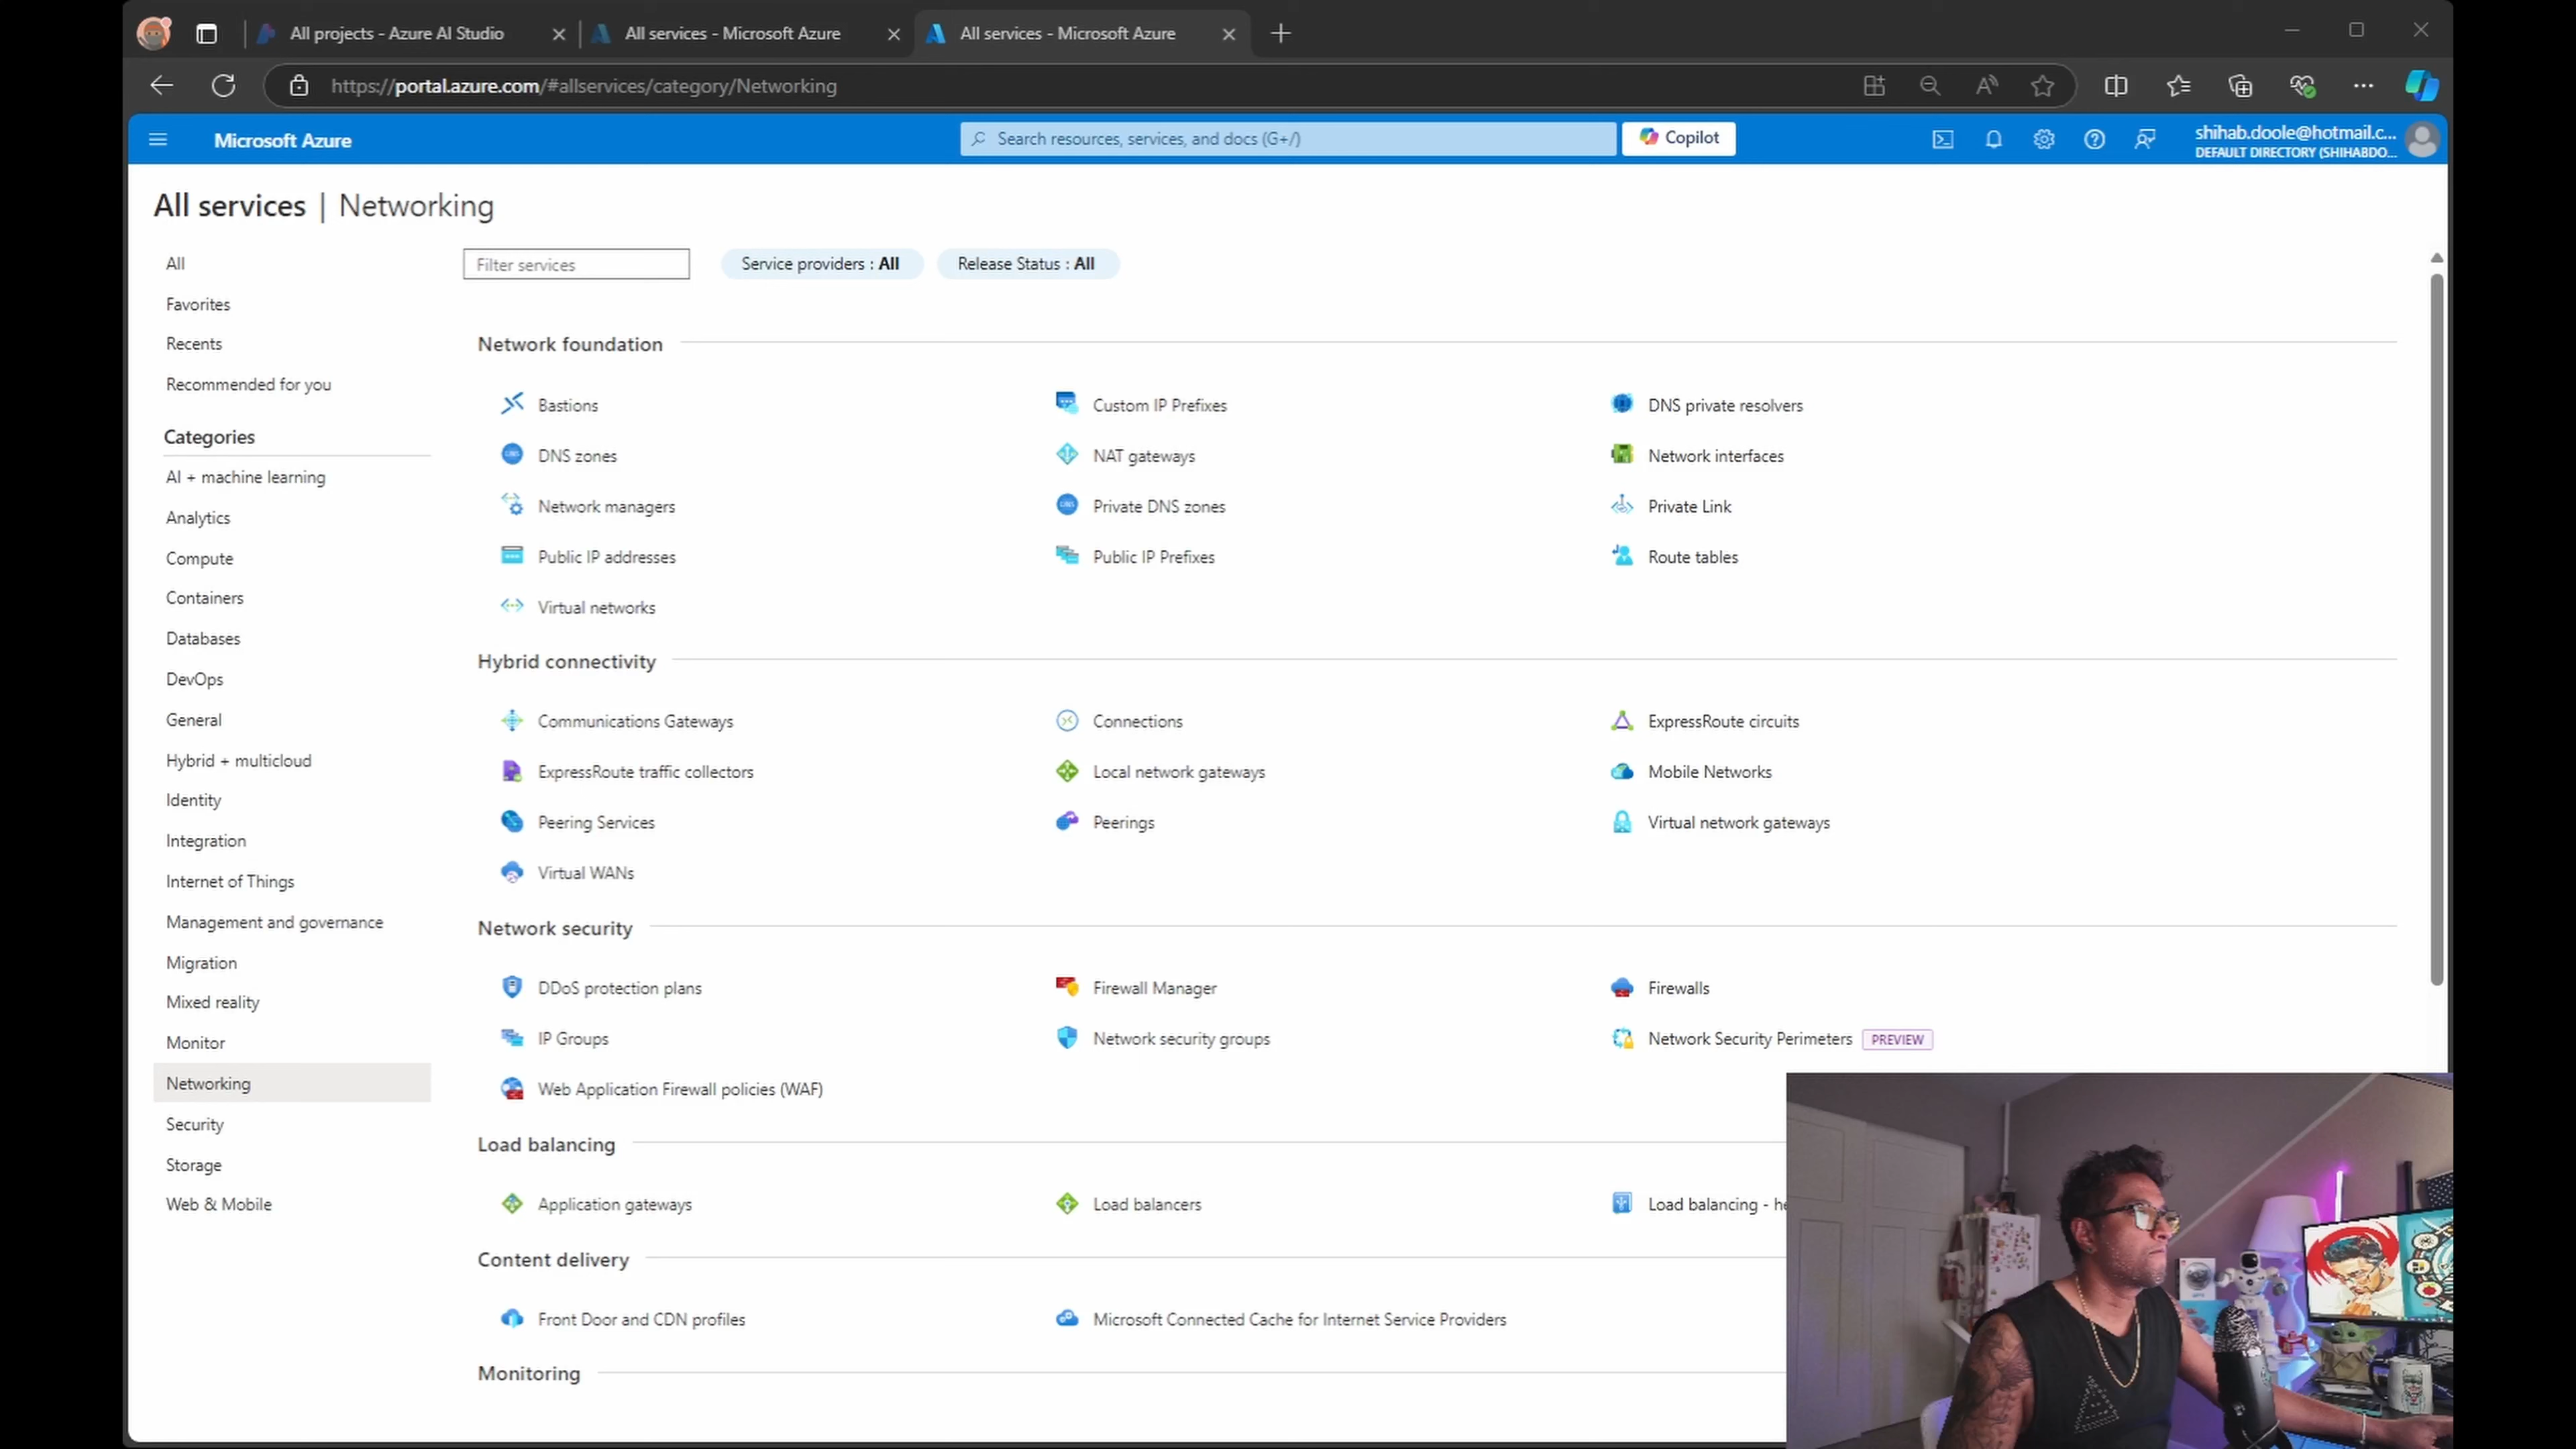 All projects - Azure AI Studio
All services - Microsoft Azure
All services - Microsoft Azure
https://portal.azure.com/#allservices/category/Networking
Microsoft Azure
Search resources, services, and docs (G+/)
Copilot
shihab.doole@hotmail.c...
DEFAULT DIRECTORY (SHIHABDO...
All services | Networking
All
Favorites
Recents
Recommended for you
Categories
AI + machine learning
Analytics
Compute
Containers
Databases
DevOps
General
Hybrid + multicloud
Identity
Integration
Internet of Things
Management and governance
Migration
Mixed reality
Monitor
Networking
Security
Storage
Web & Mobile
Filter services
Service providers : All
Release Status : All
Network foundation
Bastions
Custom IP Prefixes
DNS private resolvers
DNS zones
NAT gateways
Network interfaces
Network managers
Private DNS zones
Private Link
Public IP addresses
Public IP Prefixes
Route tables
Virtual networks
Hybrid connectivity
Communications Gateways
Connections
ExpressRoute circuits
ExpressRoute traffic collectors
Local network gateways
Mobile Networks
Peering Services
Peerings
Virtual network gateways
Virtual WANs
Network security
DDoS protection plans
Firewall Manager
Firewalls
IP Groups
Network security groups
Network Security Perimeters PREVIEW
Web Application Firewall policies (WAF)
Load balancing
Application gateways
Load balancers
Load balancing - he
Content delivery
Front Door and CDN profiles
Microsoft Connected Cache for Internet Service Providers
Monitoring